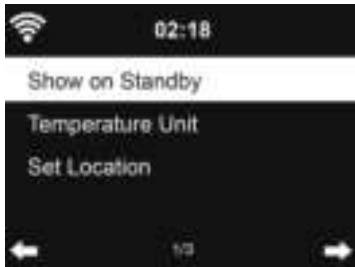 02:18
Show on Standby
Temperature Unit
Set Location
1/3